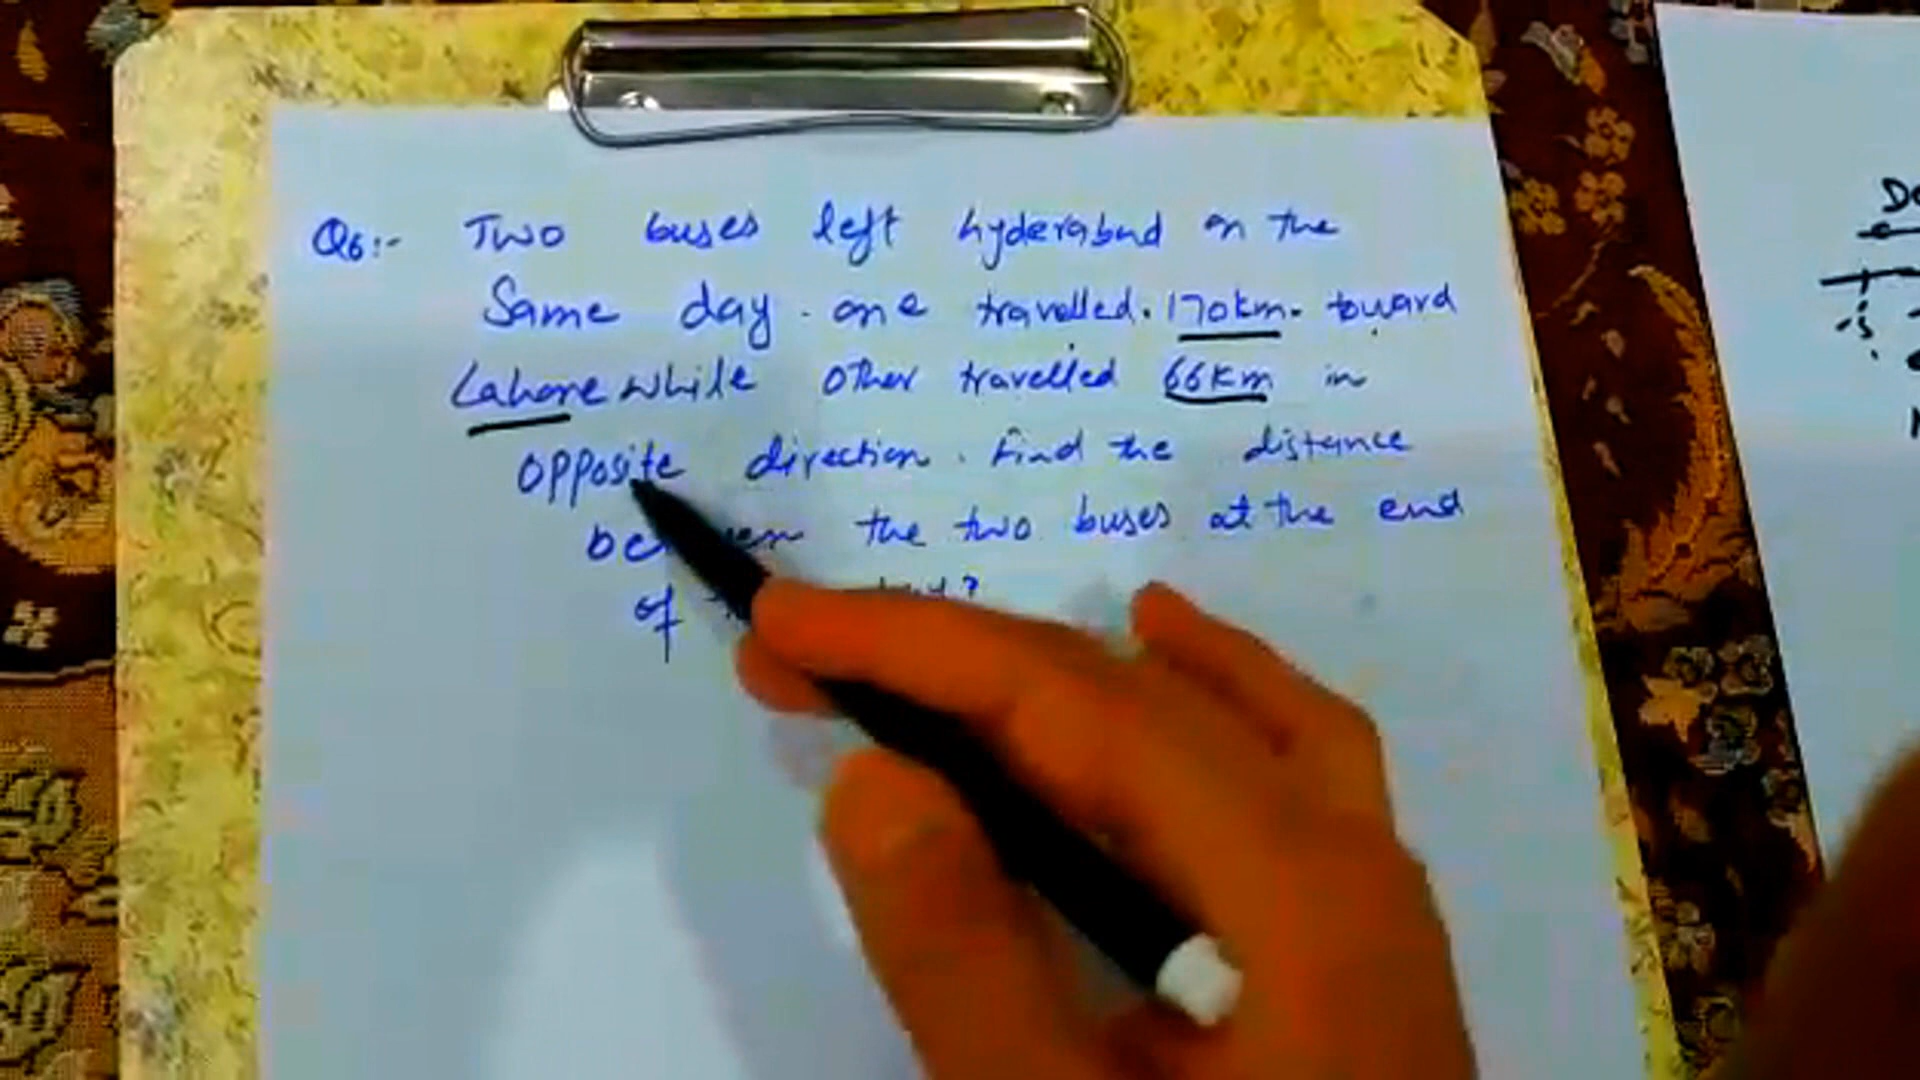 Q6:- Two buses left hyderabad on the
Same day. one travelled. 170km. toward
Lahore while other travelled 66km in
opposite direction. Find the distance
the two buses at the end
of